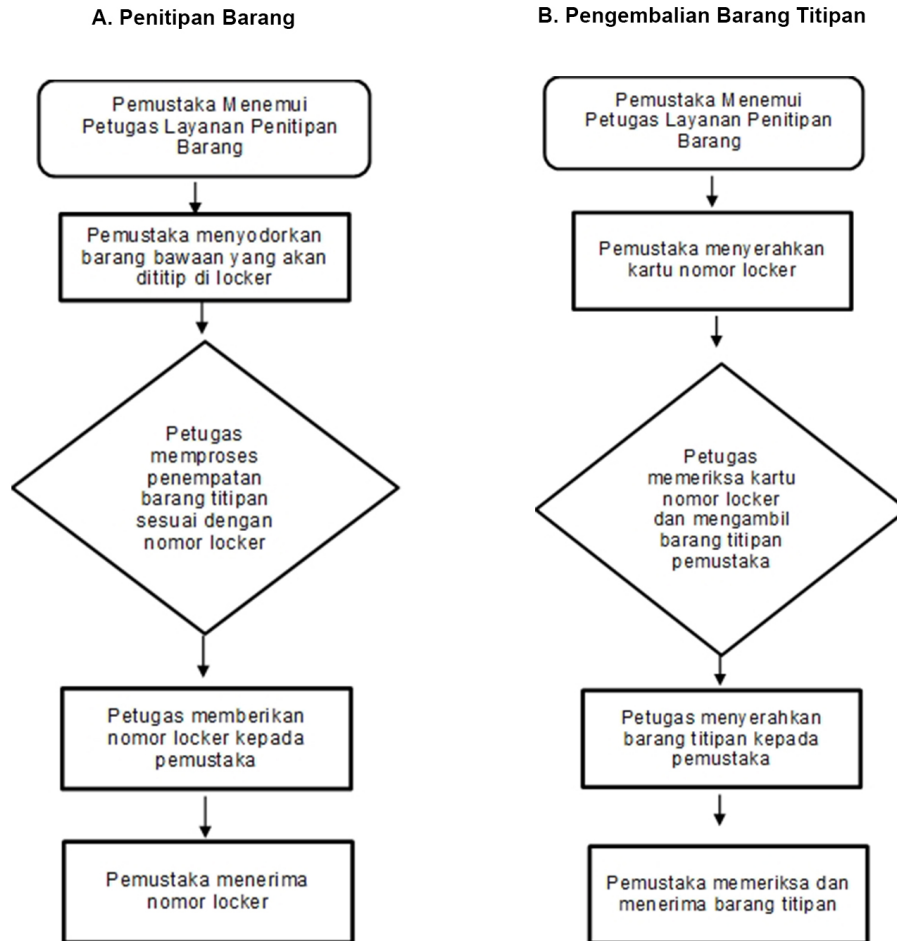 A. Penitipan Barang
Pemustaka Menemui
Petugas Layanan Penitipan
Barang
Pemustaka menyodorkan
barang bawaan yang akan
dititip di locker
Petugas
memproses
penempatan
barang titipan
sesuai dengan
nomor locker
Petugas memberikan
nomor locker kepada
pemustaka
Pemustaka menerima
nomor locker
B. Pengembalian Barang Titipan
Pemustaka Menemui
Petugas Layanan Penitipan
Barang
Pemustaka menyerahkan
kartu nomor locker
Petugas
memeriksa kartu
nomor locker
dan mengambil
barang titipan
pemustaka
Petugas menyerahkan
barang titipan kepada
pemustaka
Pemustaka memeriksa dan
menerima barang titipan